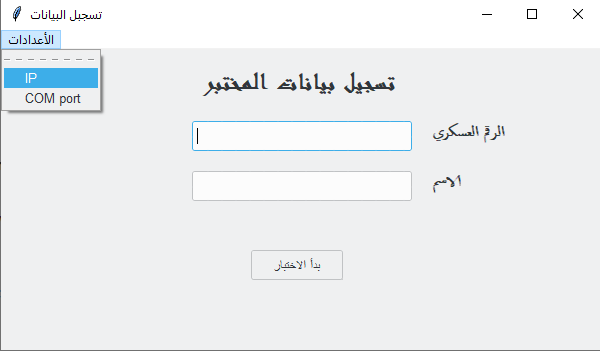 تسجيل البيانات
الأعدادات
IP
COM port
تسجيل بيانات المختبر
الرقم العسكري
الاسم
بدأ الاختبار